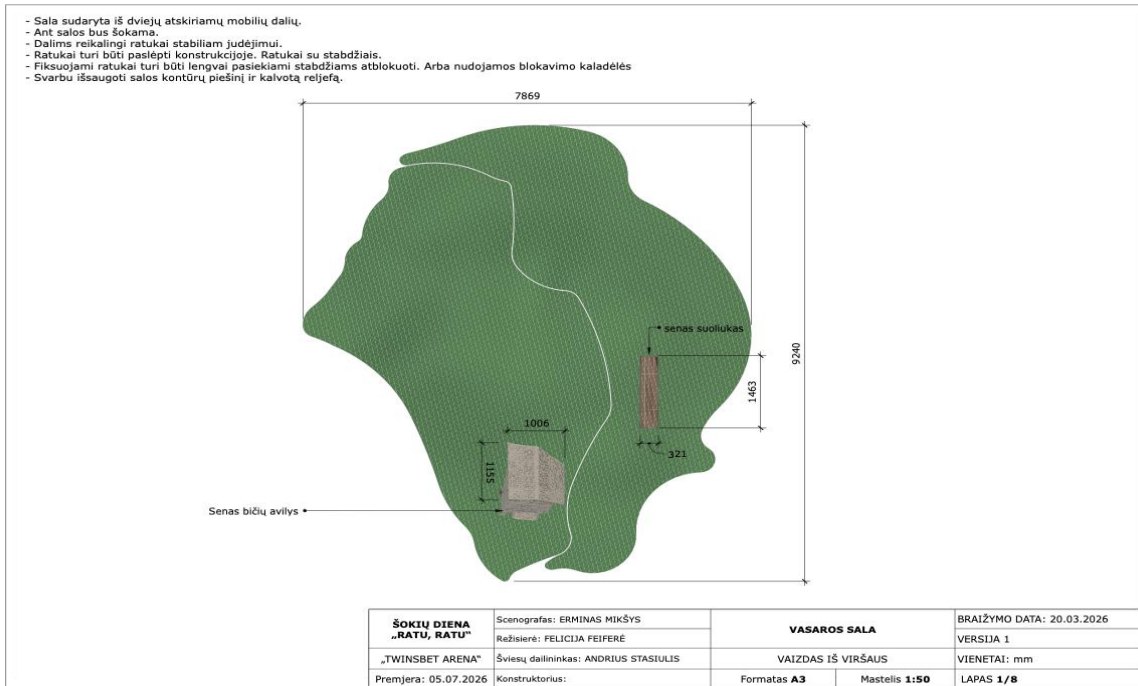 - Sala sudaryta iš dviejų atskiriamų mobilių dalių.
- Ant salos bus šokama.
- Dalims reikalingi ratukai stabiliam judėjimui.
- Ratukai turi būti paslėpti konstrukcijoje. Ratukai su stabdžiais.
- Fiksuojami ratukai turi būti lengvai pasiekiami stabdžiams atblokuoti. Arba nudojamos blokavimo kaladėlės
- Svarbu išsaugoti salos kontūrų piešinį ir kalvotą reljefą.
7869
senas suoliukas
9240
1463
1006
321
1155
Senas bičių avilys
ŠOKIŲ DIENA
„RATU, RATU"
Scenografas: ERMINAS MIKŠYS
VASAROS SALA
BRAIŽYMO DATA: 20.03.2026
Režisierė: FELICIJA FEIFERĖ
VERSIJA 1
„TWINSBET ARENA"
Šviesų dailininkas: ANDRIUS STASIULIS
VAIZDAS IŠ VIRŠAUS
VIENETAI: mm
Premjera: 05.07.2026
Konstruktorius:
Formatas A3
Mastelis 1:50
LAPAS 1/8